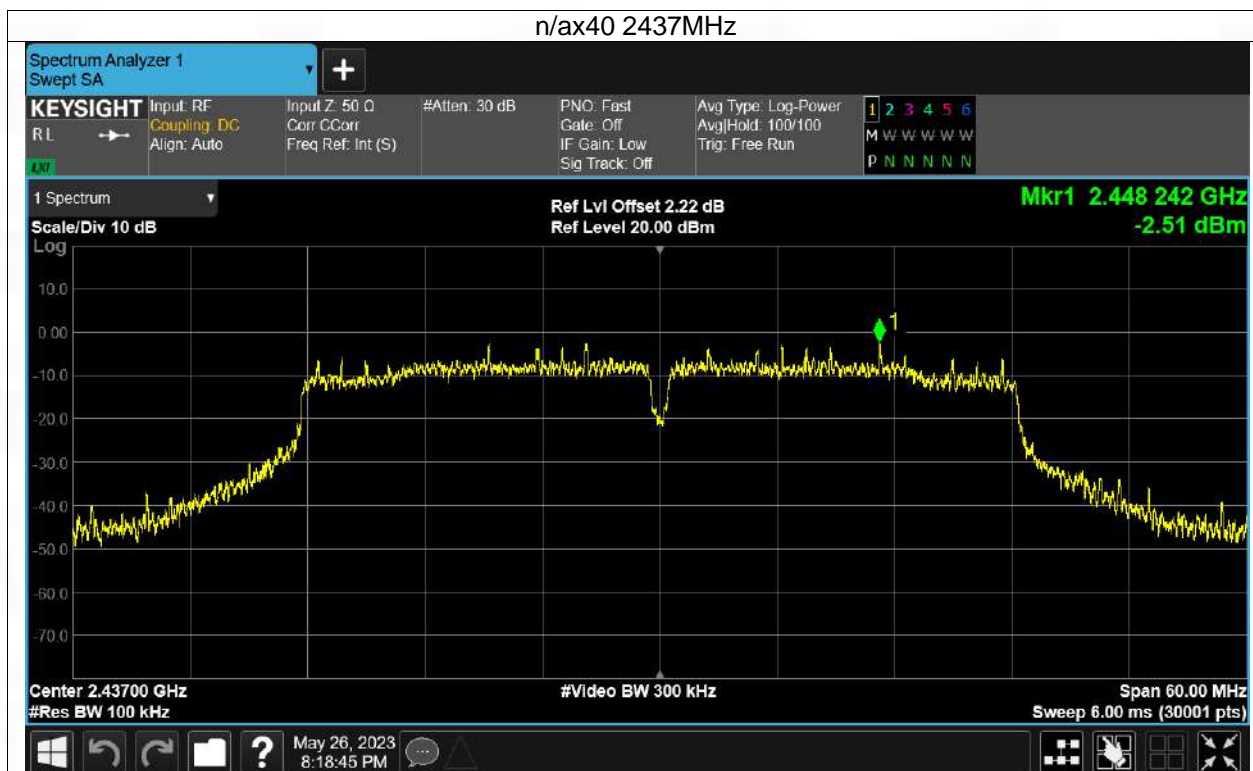 n/ax40 2437MHz
Spectrum Analyzer 1
Swept SA
KEYSIGHT
RL
LXI
Input: RF
Coupling: DC
Align: Auto
Input Z: 50 Ω
Corr CCorr
Freq Ref: Int (S)
#Atten: 30 dB
PNO: Fast
Gate: Off
IF Gain: Low
Sig Track: Off
Avg Type: Log-Power
Avg|Hold: 100/100
Trig: Free Run
1 2 3 4 5 6
M W W W W W
P N N N N N
1 Spectrum
Scale/Div 10 dB
Ref Lvl Offset 2.22 dB
Ref Level 20.00 dBm
Mkr1 2.448 242 GHz
-2.51 dBm
Log
10.0
0.00
-10.0
-20.0
-30.0
-40.0
-50.0
-60.0
-70.0
1
Center 2.43700 GHz
#Video BW 300 kHz
Span 60.00 MHz
#Res BW 100 kHz
Sweep 6.00 ms (30001 pts)
?
May 26, 2023
8:18:45 PM